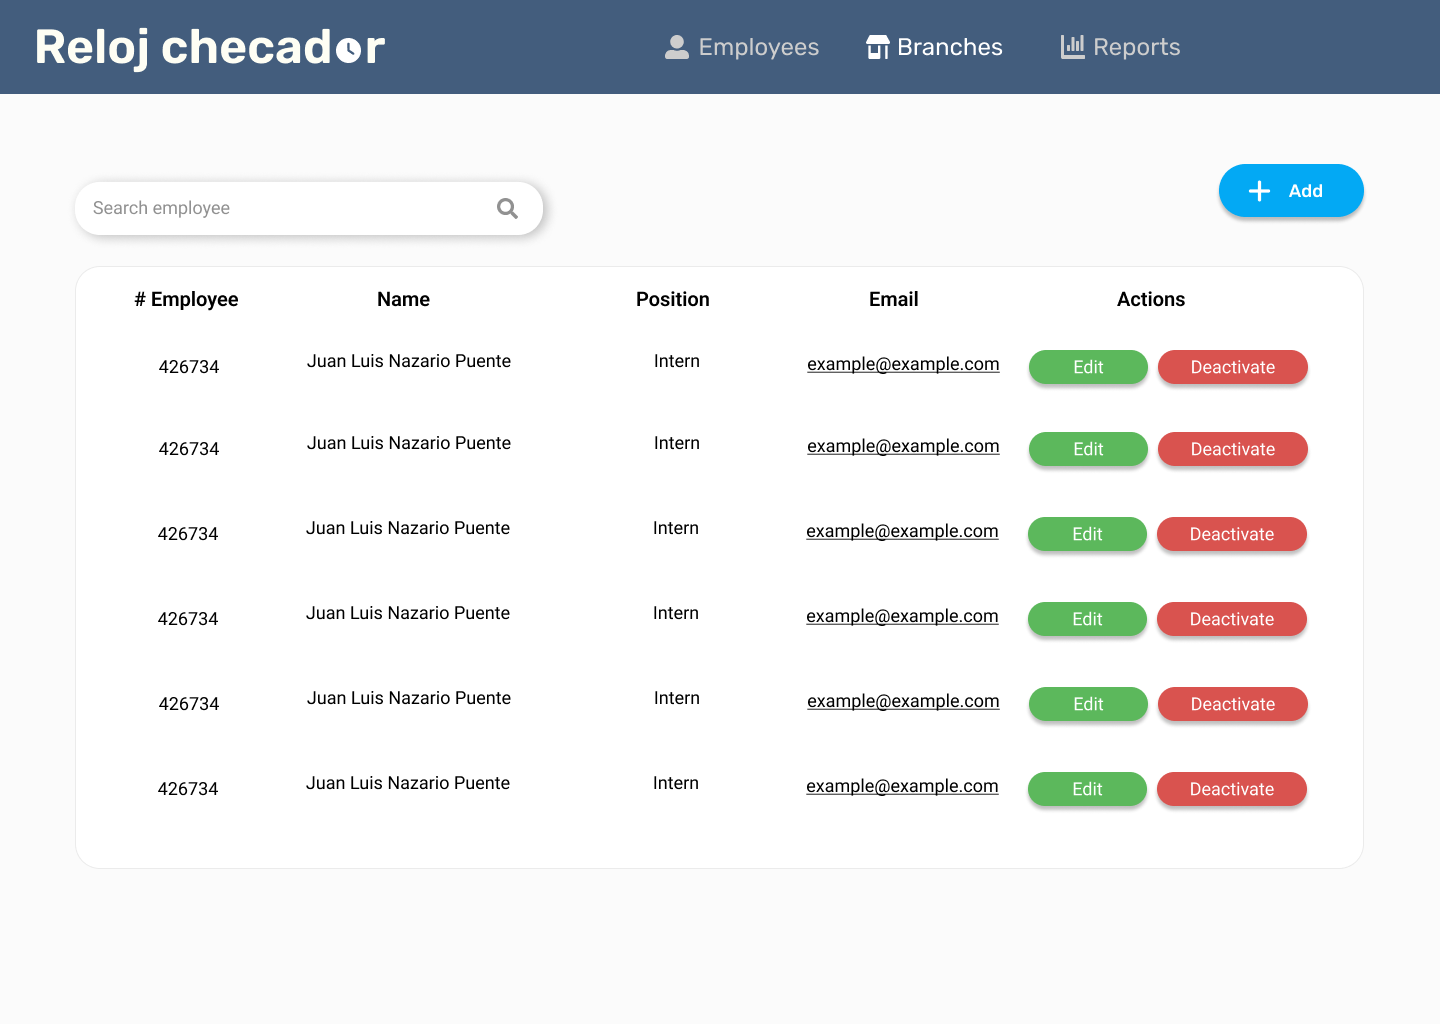 Reloj checador
Employees
Branches
Reports
Search employee
Add
# Employee Name Position Email Actions
426734 Juan Luis Nazario Puente Intern example@example.com Edit Deactivate
426734 Juan Luis Nazario Puente Intern example@example.com Edit Deactivate
426734 Juan Luis Nazario Puente Intern example@example.com Edit Deactivate
426734 Juan Luis Nazario Puente Intern example@example.com Edit Deactivate
426734 Juan Luis Nazario Puente Intern example@example.com Edit Deactivate
426734 Juan Luis Nazario Puente Intern example@example.com Edit Deactivate